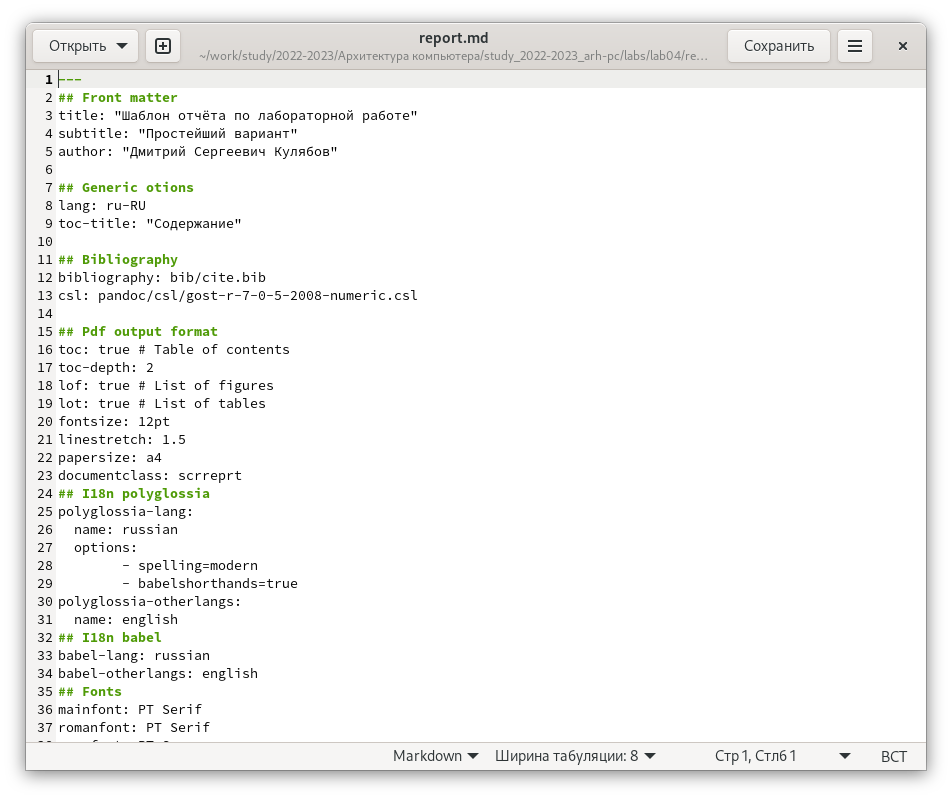 Открыть
report.md
~/work/study/2022-2023/Архитектура компьютера/study_2022-2023_arh-pc/labs/lab04/re…
Сохранить
1 ---
2 ## Front matter
3 title: "Шаблон отчёта по лабораторной работе"
4 subtitle: "Простейший вариант"
5 author: "Дмитрий Сергеевич Кулябов"
6
7 ## Generic otions
8 lang: ru-RU
9 toc-title: "Содержание"
10
11 ## Bibliography
12 bibliography: bib/cite.bib
13 csl: pandoc/csl/gost-r-7-0-5-2008-numeric.csl
14
15 ## Pdf output format
16 toc: true # Table of contents
17 toc-depth: 2
18 lof: true # List of figures
19 lot: true # List of tables
20 fontsize: 12pt
21 linestretch: 1.5
22 papersize: a4
23 documentclass: scrreprt
24 ## I18n polyglossia
25 polyglossia-lang:
26   name: russian
27   options:
28         - spelling=modern
29         - babelshorthands=true
30 polyglossia-otherlangs:
31   name: english
32 ## I18n babel
33 babel-lang: russian
34 babel-otherlangs: english
35 ## Fonts
36 mainfont: PT Serif
37 romanfont: PT Serif
Markdown Ширина табуляции: 8 Стр 1, Стлб 1 ВСТ